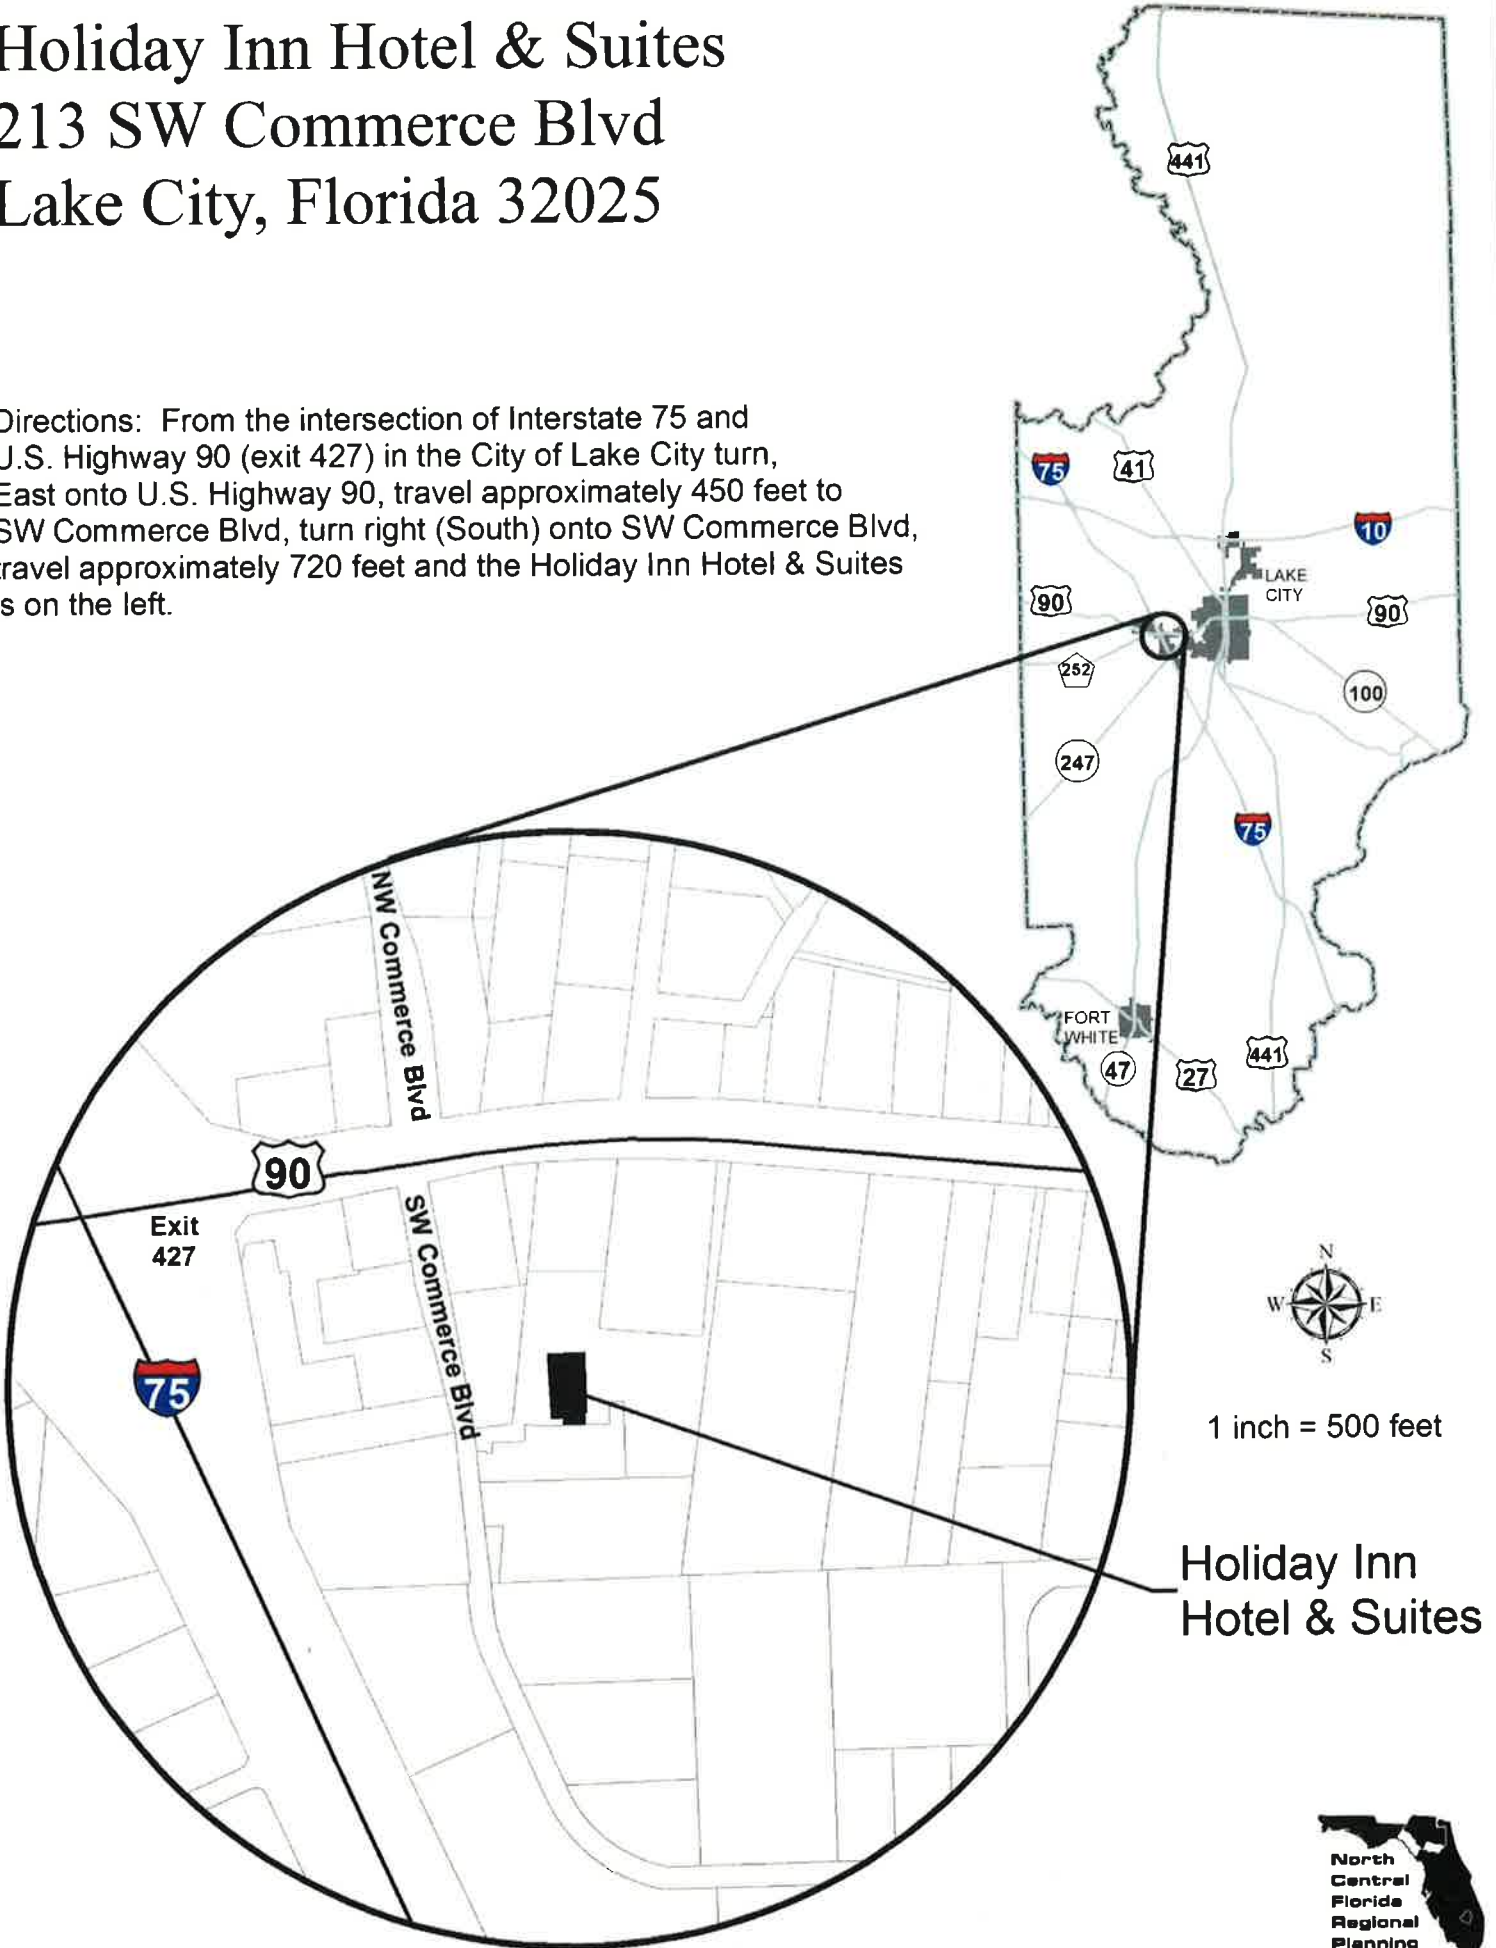 Holiday Inn Hotel & Suites
213 SW Commerce Blvd
Lake City, Florida 32025
Directions: From the intersection of Interstate 75 and
U.S. Highway 90 (exit 427) in the City of Lake City turn,
East onto U.S. Highway 90, travel approximately 450 feet to
SW Commerce Blvd, turn right (South) onto SW Commerce Blvd,
travel approximately 720 feet and the Holiday Inn Hotel & Suites
is on the left.
441
75
41
10
LAKE
CITY
90
90
252
100
247
75
FORT
WHITE
47
27
441
NW Commerce Blvd
90
Exit
427
SW Commerce Blvd
75
N
W E
S
1 inch = 500 feet
Holiday Inn
Hotel & Suites
North
Central
Florida
Regional
Planning